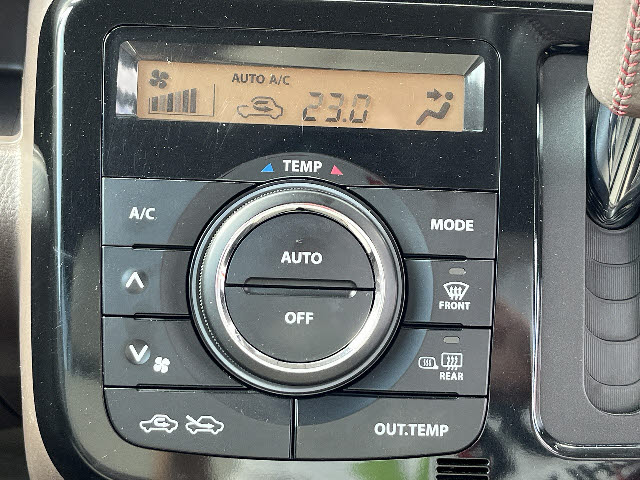 AUTO A/C
23.0
TEMP
A/C
MODE
AUTO
OFF
FRONT
REAR
OUT.TEMP